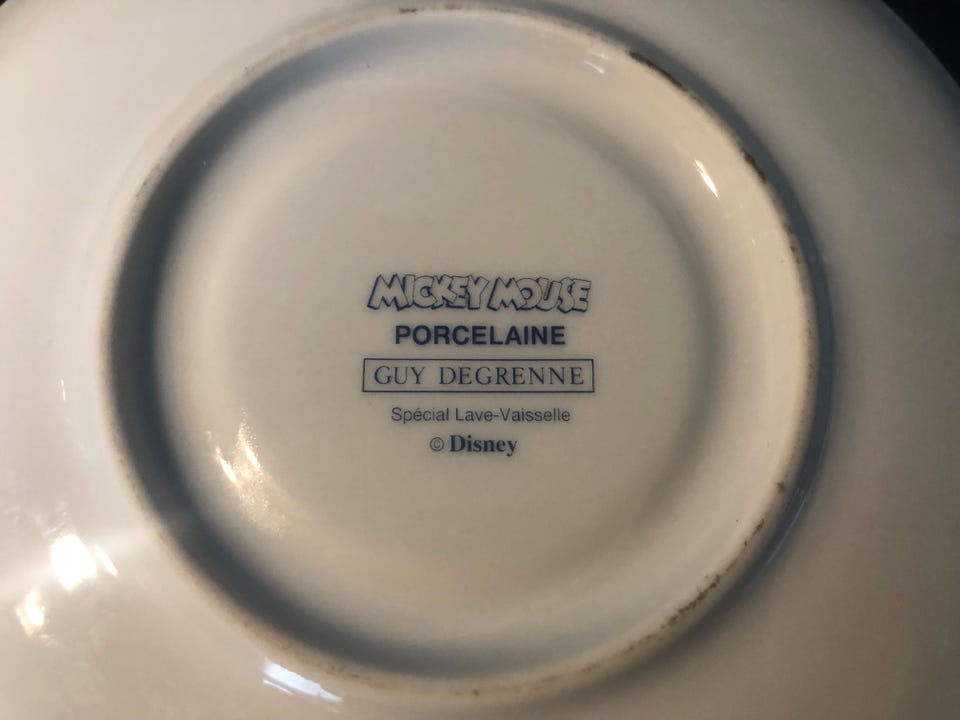 MICKEY MOUSE
PORCELAINE
GUY DEGRENNE
Spécial Lave-Vaisselle
© Disney